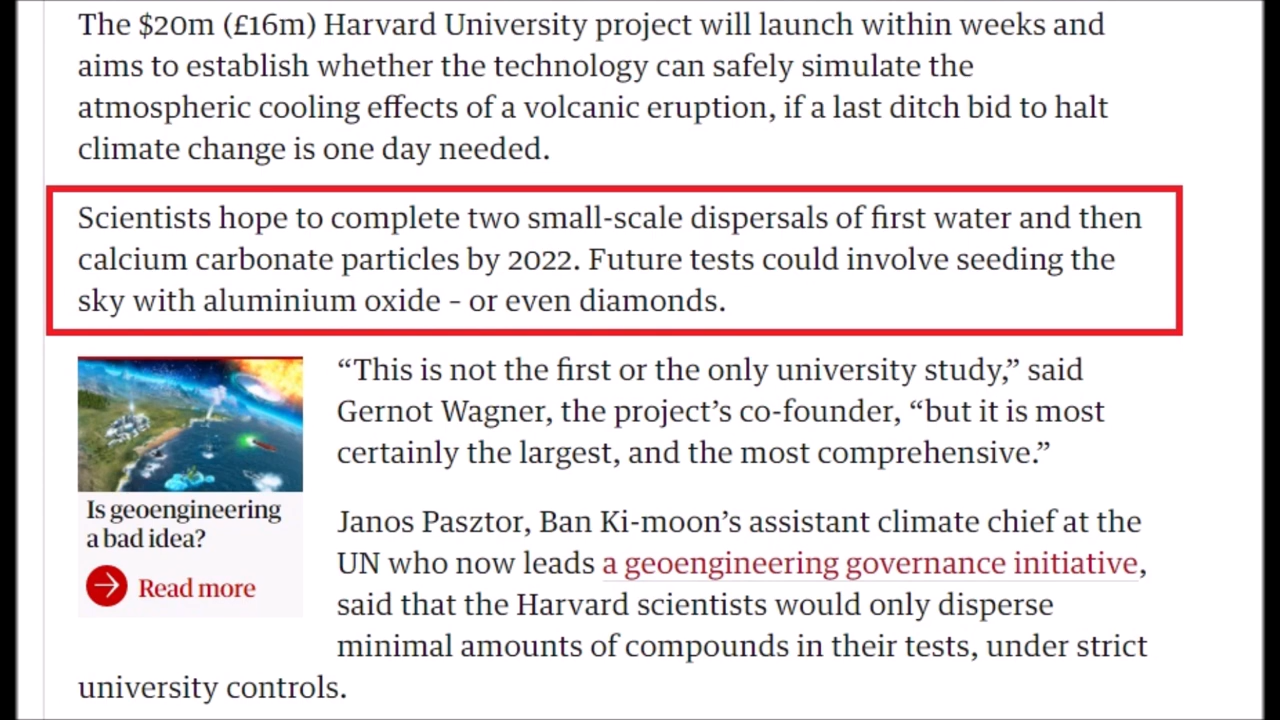 The $20m (£16m) Harvard University project will launch within weeks and
aims to establish whether the technology can safely simulate the
atmospheric cooling effects of a volcanic eruption, if a last ditch bid to halt
climate change is one day needed.
Scientists hope to complete two small-scale dispersals of first water and then
calcium carbonate particles by 2022. Future tests could involve seeding the
sky with aluminium oxide – or even diamonds.
Is geoengineering
a bad idea?
Read more
“This is not the first or the only university study,” said
Gernot Wagner, the project’s co-founder, “but it is most
certainly the largest, and the most comprehensive.”
Janos Pasztor, Ban Ki-moon’s assistant climate chief at the
UN who now leads a geoengineering governance initiative,
said that the Harvard scientists would only disperse
minimal amounts of compounds in their tests, under strict
university controls.